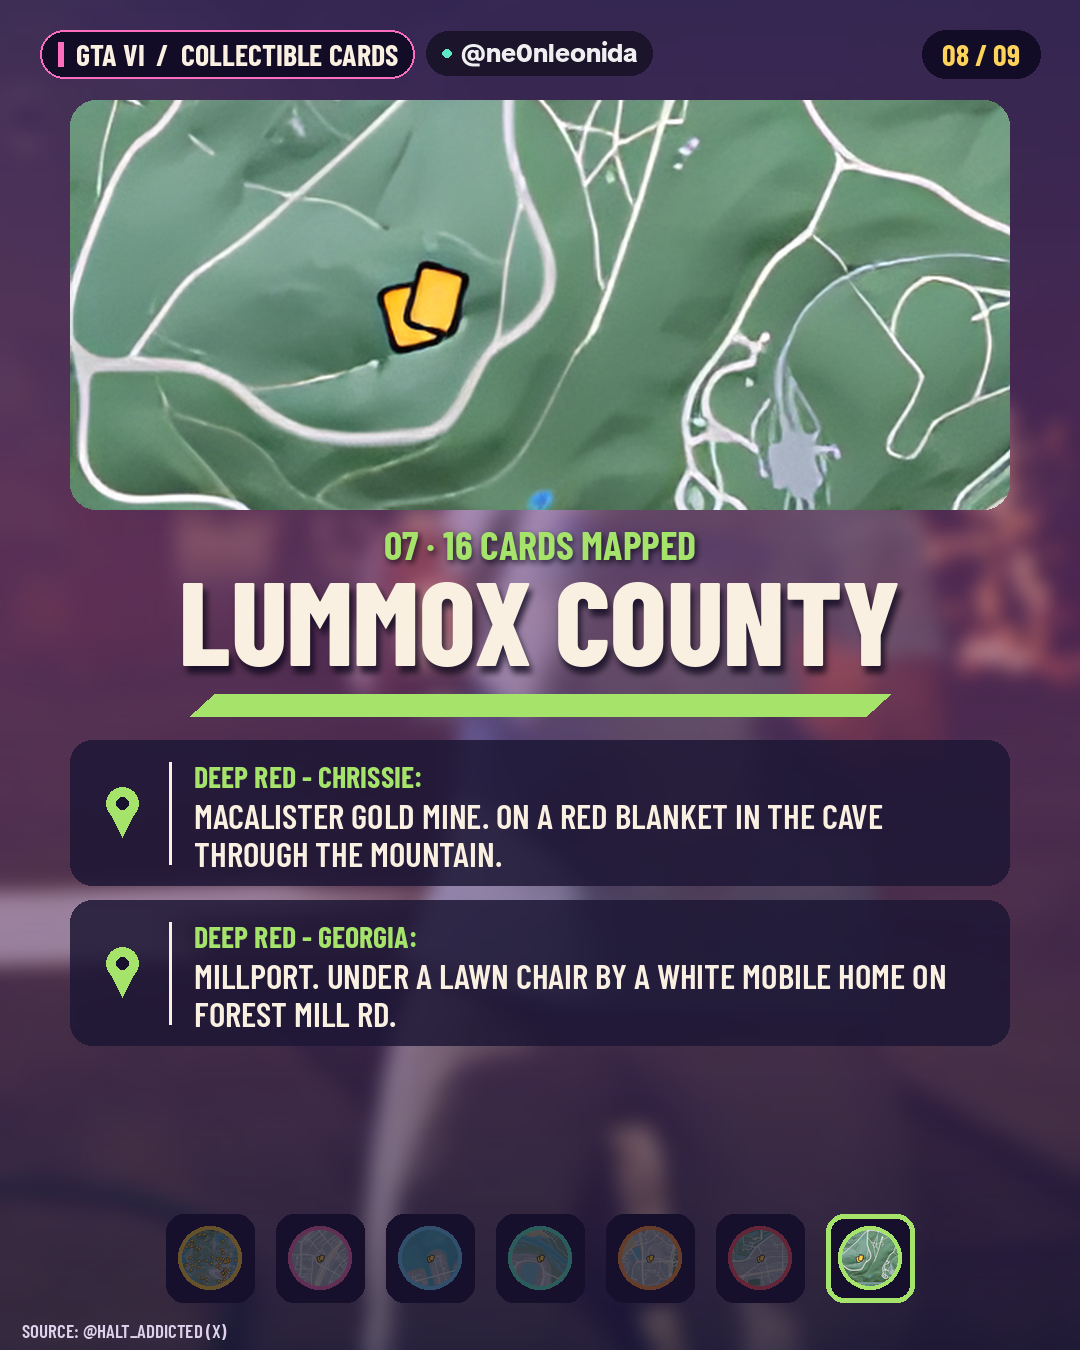 GTA VI / COLLECTIBLE CARDS
@ne0nleonida
08 / 09
07 · 16 CARDS MAPPED
LUMMOX COUNTY
DEEP RED - CHRISSIE:
MACALISTER GOLD MINE. ON A RED BLANKET IN THE CAVE
THROUGH THE MOUNTAIN.
DEEP RED - GEORGIA:
MILLPORT. UNDER A LAWN CHAIR BY A WHITE MOBILE HOME ON
FOREST MILL RD.
SOURCE: @HALT_ADDICTED (X)